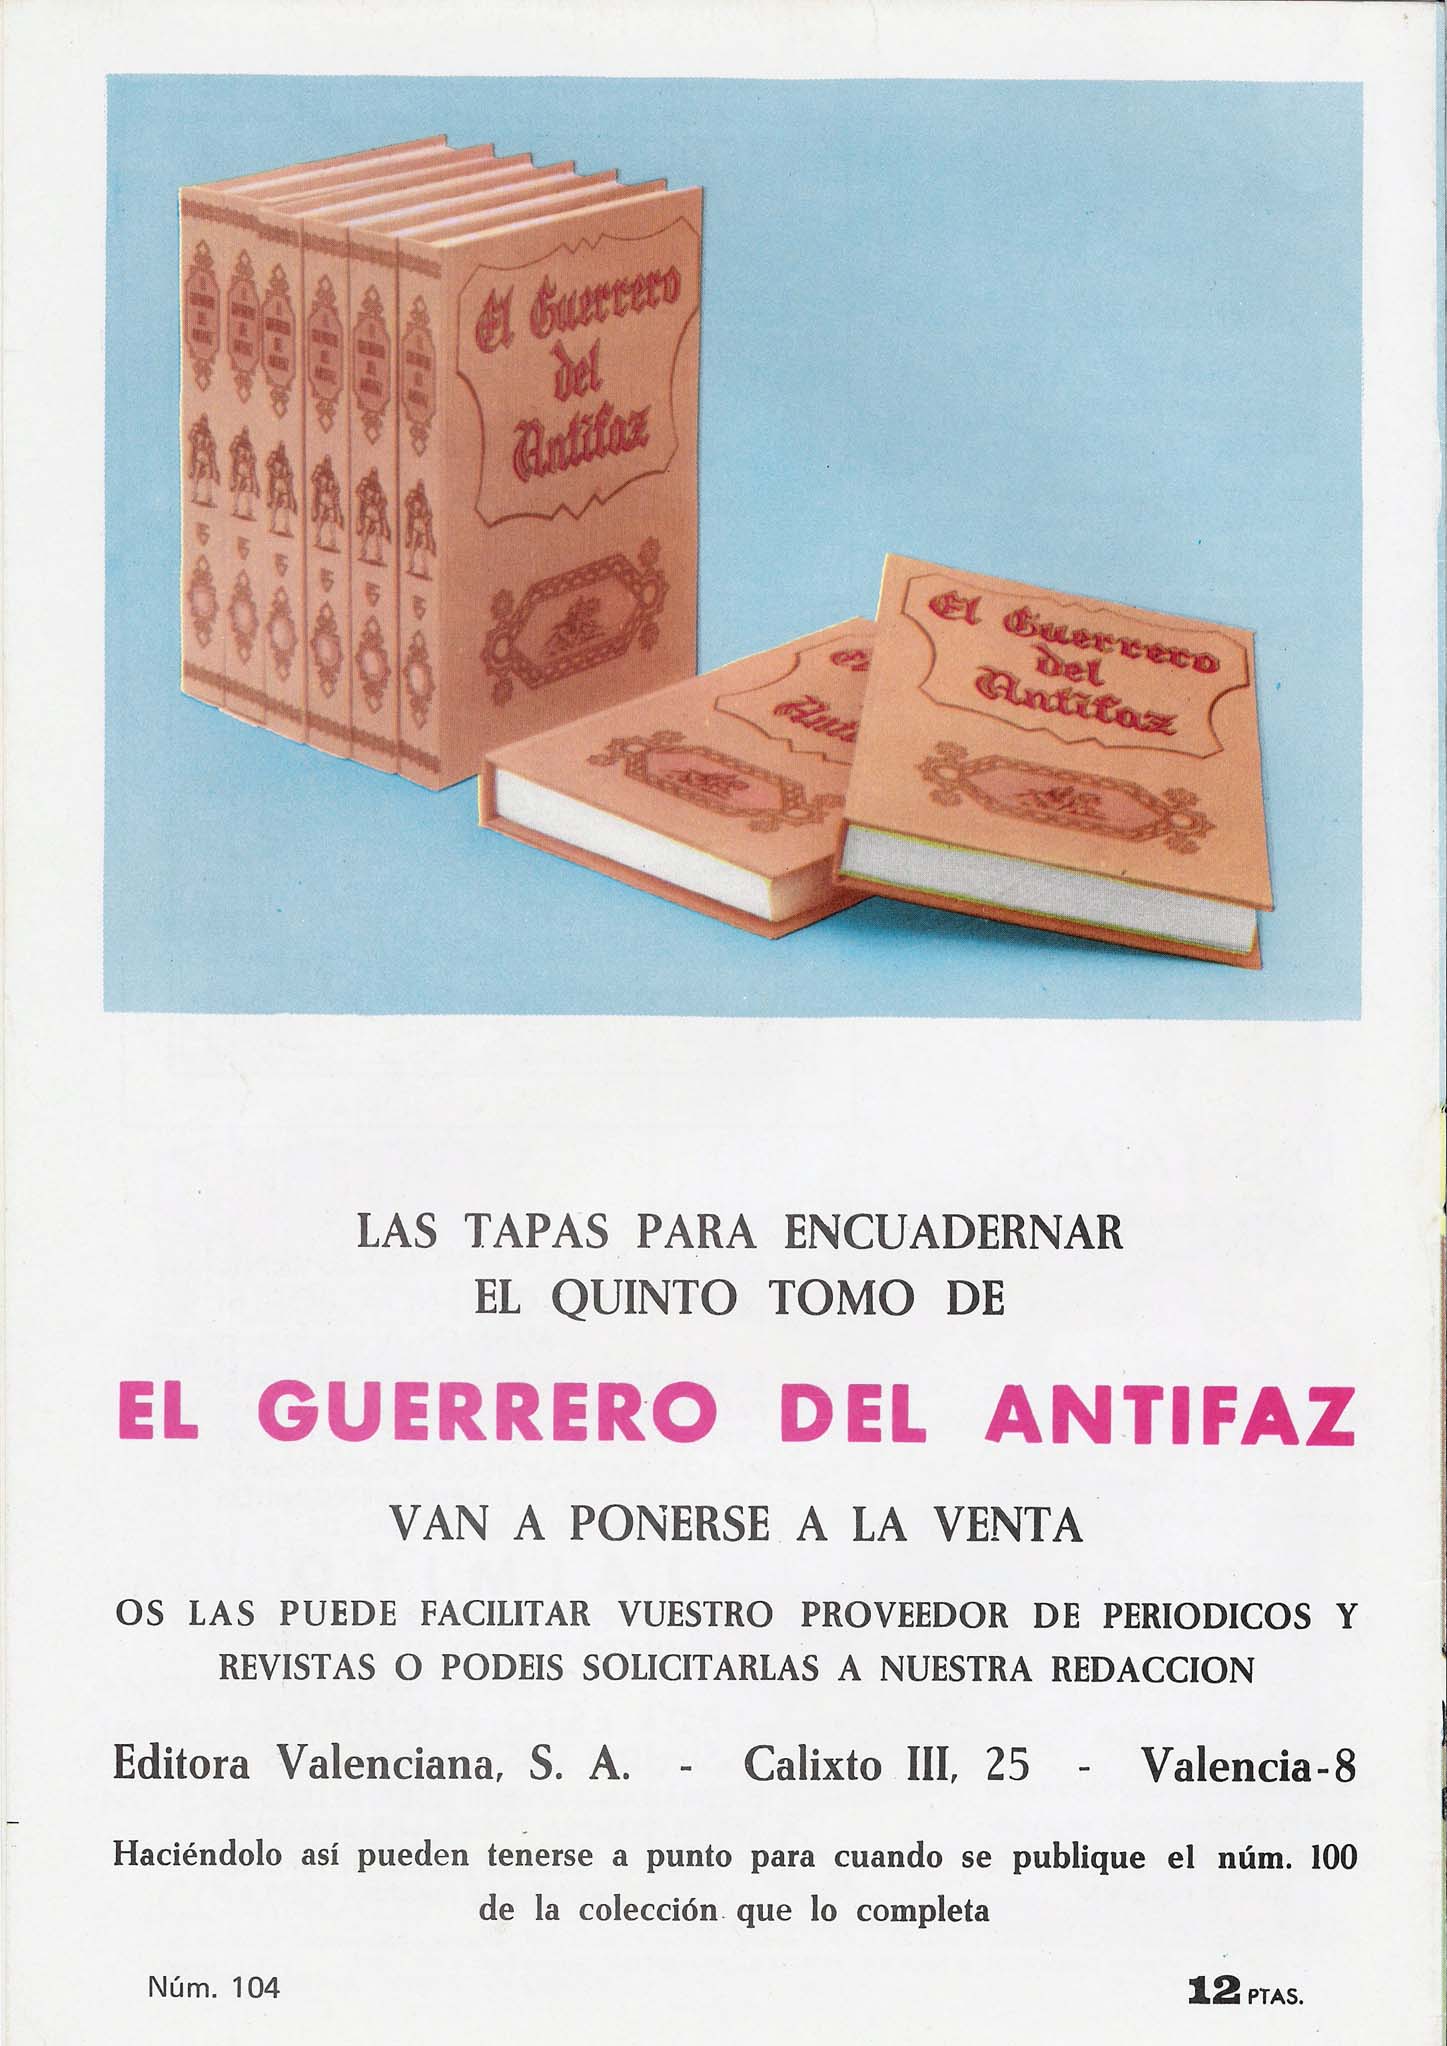 El Guerrero
del
Antifaz
El Guerrero
del
Antifaz
LAS TAPAS PARA ENCUADERNAR
EL QUINTO TOMO DE
EL GUERRERO DEL ANTIFAZ
VAN A PONERSE A LA VENTA
OS LAS PUEDE FACILITAR VUESTRO PROVEEDOR DE PERIODICOS Y
REVISTAS O PODEIS SOLICITARLAS A NUESTRA REDACCION
Editora Valenciana, S. A. - Calixto III, 25 - Valencia-8
Haciéndolo así pueden tenerse a punto para cuando se publique el núm. 100
de la colección que lo completa
Núm. 104
12 PTAS.